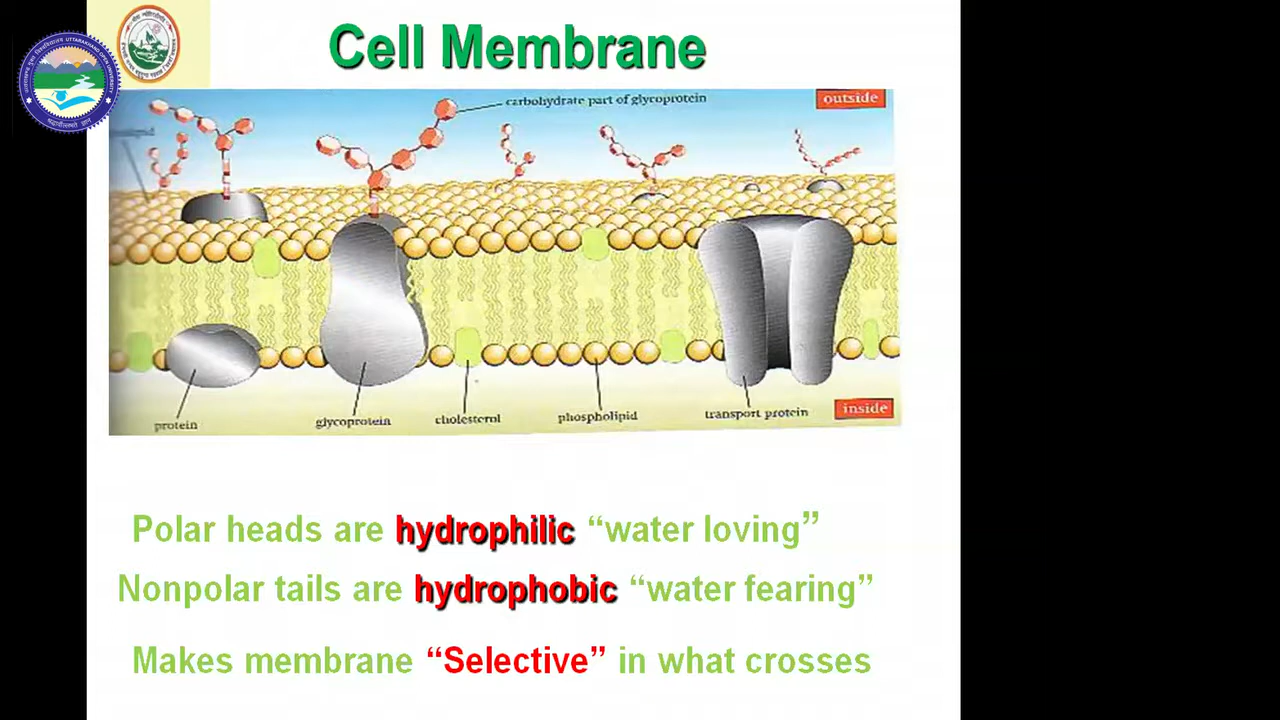 Cell Membrane
carbohydrate part of glycoprotein
outside
protein
glycoprotein
cholesterol
phospholipid
transport protein
inside
Polar heads are hydrophilic “water loving”
Nonpolar tails are hydrophobic “water fearing”
Makes membrane “Selective” in what crosses